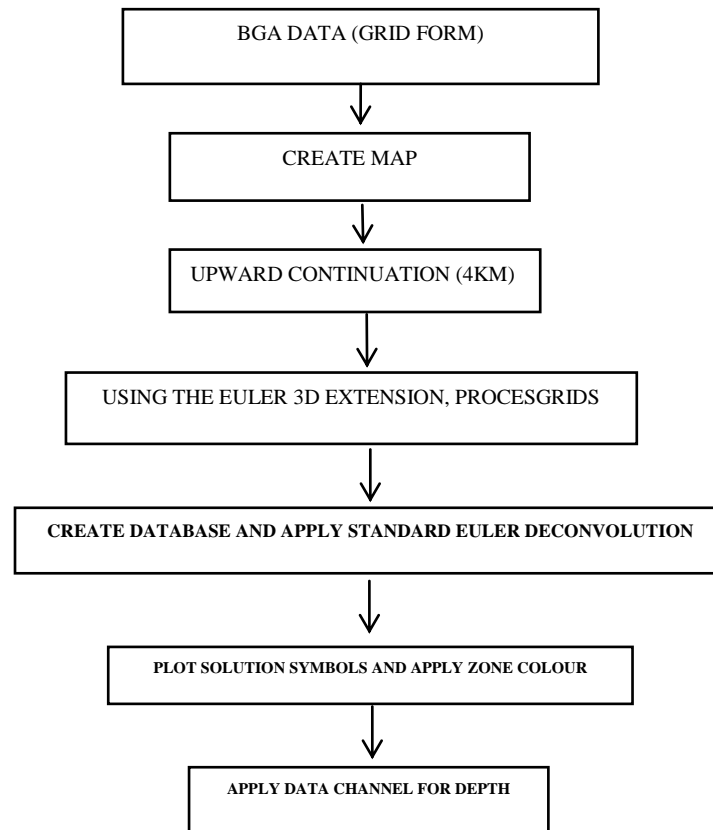 BGA DATA (GRID FORM)
CREATE MAP
UPWARD CONTINUATION (4KM)
USING THE EULER 3D EXTENSION, PROCESGRIDS
CREATE DATABASE AND APPLY STANDARD EULER DECONVOLUTION
PLOT SOLUTION SYMBOLS AND APPLY ZONE COLOUR
APPLY DATA CHANNEL FOR DEPTH